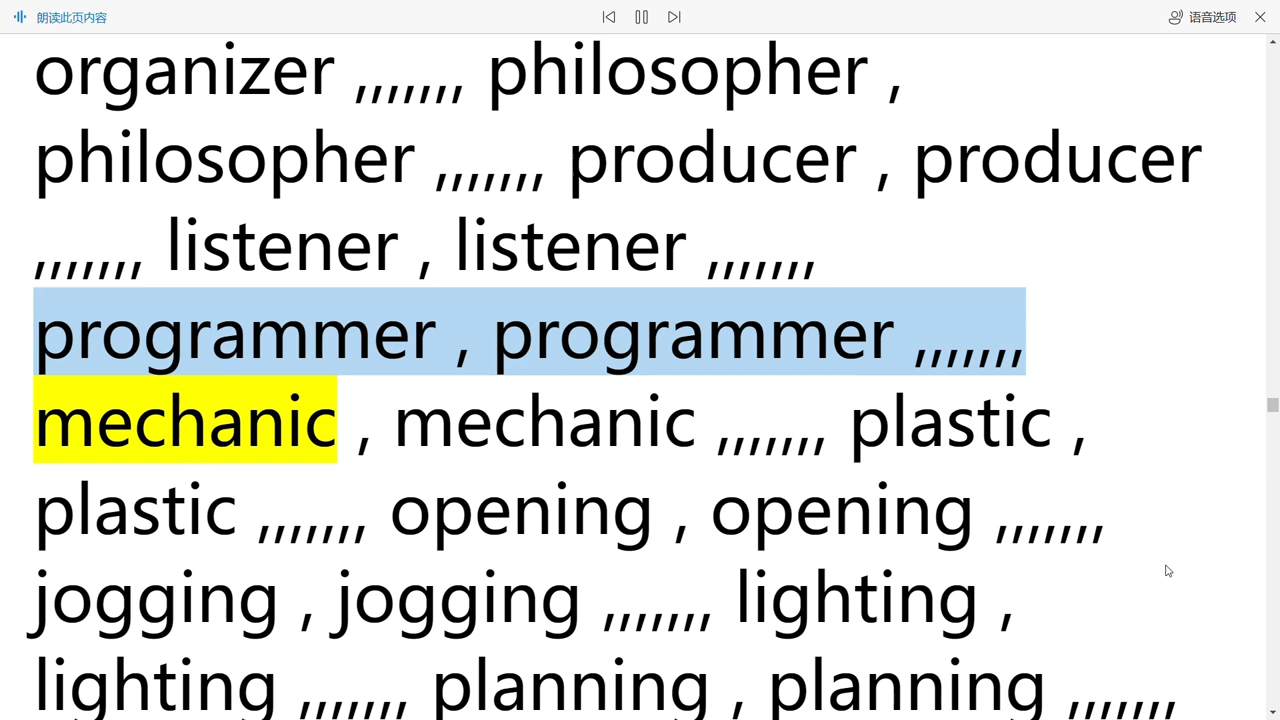 朗读此页内容 语音选项
organizer ,,,,,,, philosopher ,
philosopher ,,,,,,, producer , producer
,,,,,,, listener , listener ,,,,,,,
programmer , programmer ,,,,,,,
mechanic , mechanic ,,,,,,, plastic ,
plastic ,,,,,,, opening , opening ,,,,,,,
jogging , jogging ,,,,,,, lighting ,
lighting ,,,,,,, planning , planning ,,,,,,,